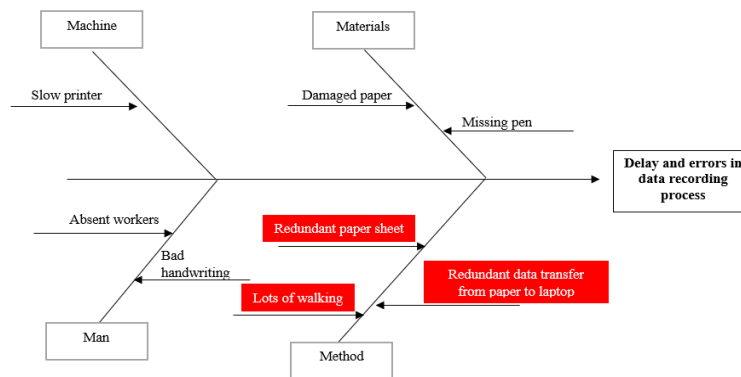 Machine
Materials
Slow printer
Damaged paper
Missing pen
Delay and errors in
data recording
process
Absent workers
Redundant paper sheet
Bad
handwriting
Redundant data transfer
from paper to laptop
Lots of walking
Man
Method